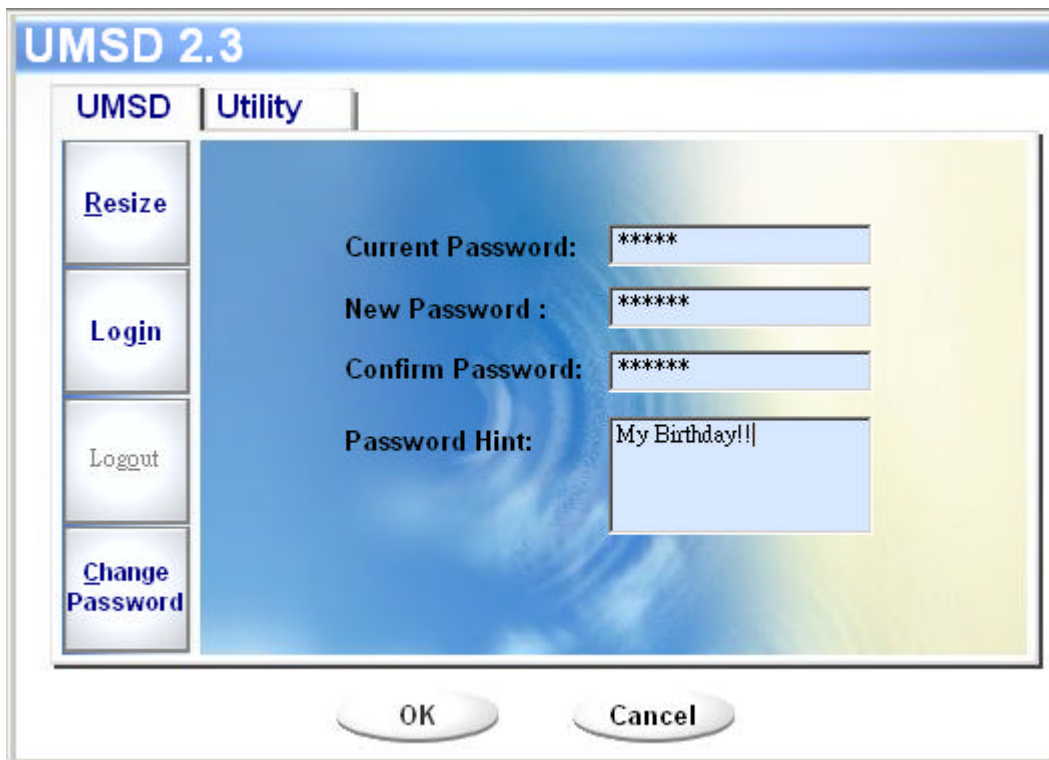 UMSD 2.3
UMSD Utility
Resize
Login
Logout
Change
Password
Current Password: *****
New Password : ******
Confirm Password: ******
Password Hint: My Birthday!!
OK Cancel